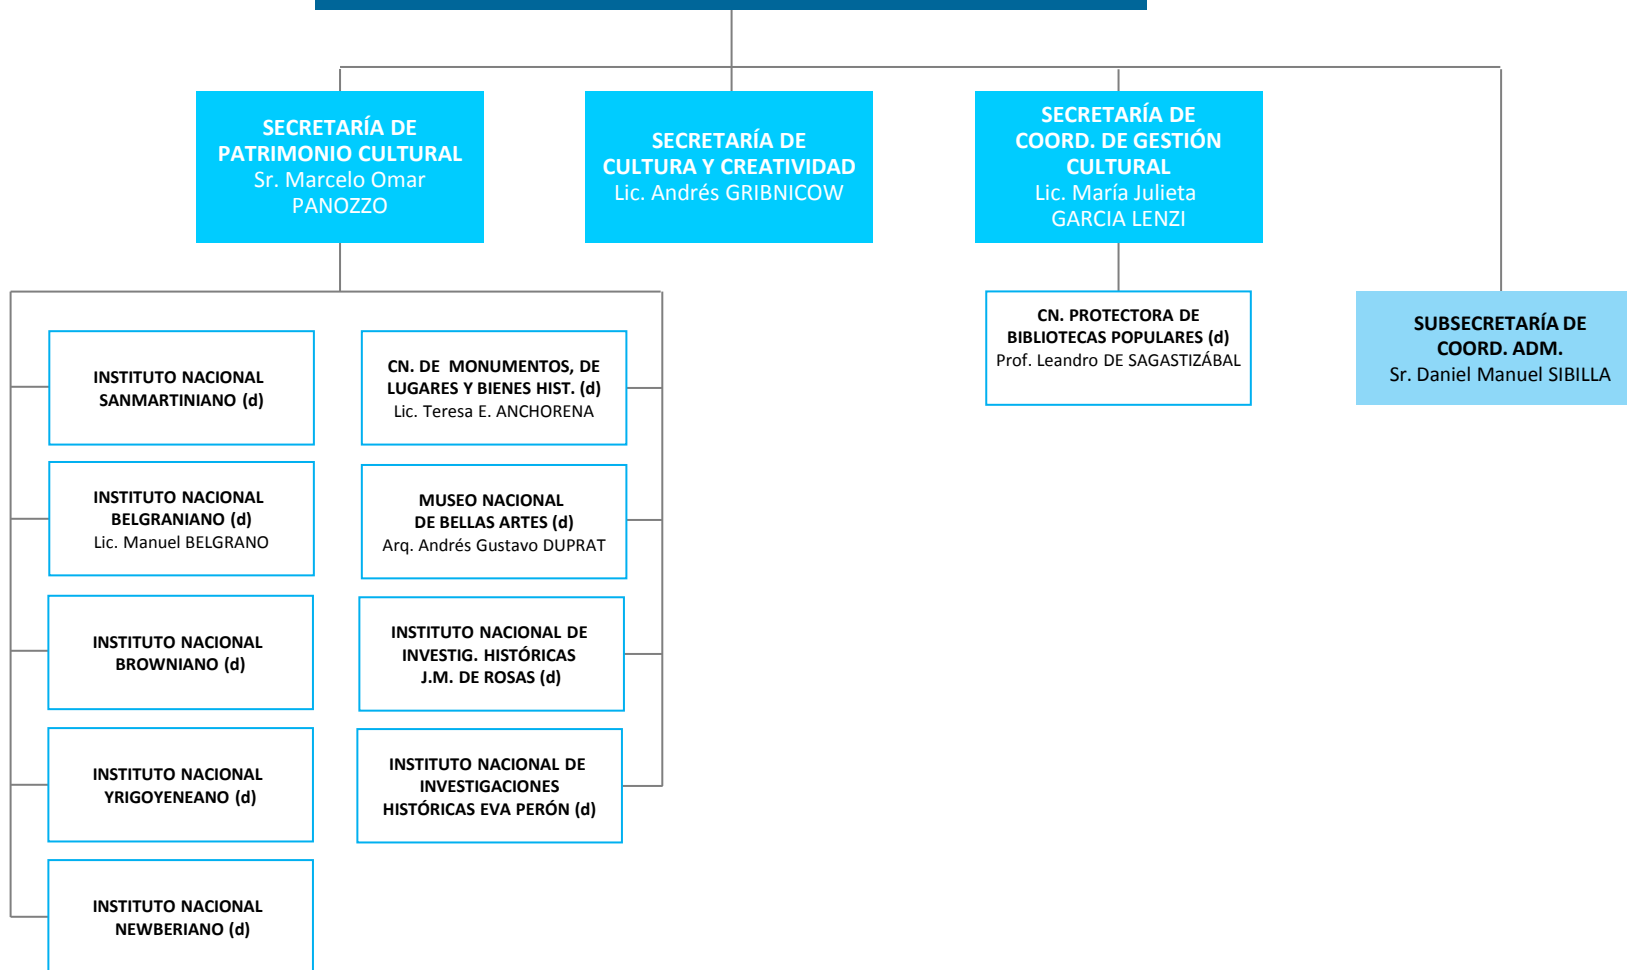 SECRETARÍA DE
PATRIMONIO CULTURAL
Sr. Marcelo Omar
PANOZZO
SECRETARÍA DE
CULTURA Y CREATIVIDAD
Lic. Andrés GRIBNICOW
SECRETARÍA DE
COORD. DE GESTIÓN
CULTURAL
Lic. María Julieta
GARCIA LENZI
CN. PROTECTORA DE
BIBLIOTECAS POPULARES (d)
Prof. Leandro DE SAGASTIZÁBAL
SUBSECRETARÍA DE
COORD. ADM.
Sr. Daniel Manuel SIBILLA
INSTITUTO NACIONAL
SANMARTINIANO (d)
CN. DE MONUMENTOS, DE
LUGARES Y BIENES HIST. (d)
Lic. Teresa E. ANCHORENA
INSTITUTO NACIONAL
BELGRANIANO (d)
Lic. Manuel BELGRANO
MUSEO NACIONAL
DE BELLAS ARTES (d)
Arq. Andrés Gustavo DUPRAT
INSTITUTO NACIONAL
BROWNIANO (d)
INSTITUTO NACIONAL DE
INVESTIG. HISTÓRICAS
J.M. DE ROSAS (d)
INSTITUTO NACIONAL
YRIGOYENEANO (d)
INSTITUTO NACIONAL DE
INVESTIGACIONES
HISTÓRICAS EVA PERÓN (d)
INSTITUTO NACIONAL
NEWBERIANO (d)